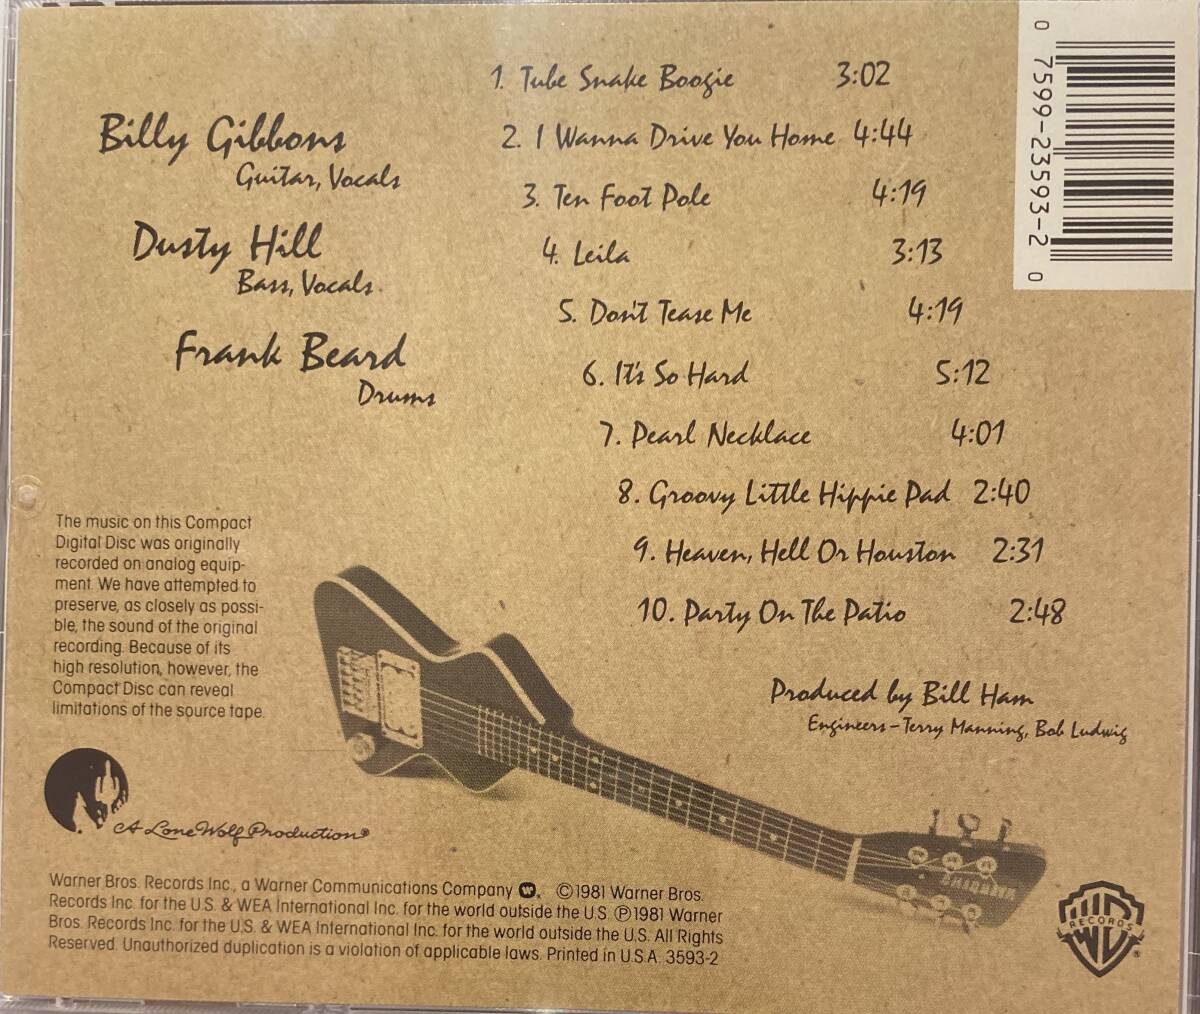 Billy Gibbons
Guitar, Vocals
Dusty Hill
Bass, Vocals
Frank Beard
Drums
1. Tube Snake Boogie 3:02
2. I Wanna Drive You Home 4:44
3. Ten Foot Pole 4:19
4. Leila 3:13
5. Don't Tease Me 4:19
6. It's So Hard 5:12
7. Pearl Necklace 4:01
8. Groovy Little Hippie Pad 2:40
9. Heaven, Hell Or Houston 2:31
10. Party On The Patio 2:48
Produced by Bill Ham
Engineers-Terry Manning, Bob Ludwig
0 7599-23593-2 0
The music on this Compact
Digital Disc was originally
recorded on analog equip-
ment. We have attempted to
preserve, as closely as possi-
ble, the sound of the original
recording. Because of its
high resolution, however, the
Compact Disc can reveal
limitations of the source tape.
A Lone Wolf Production®
Warner Bros. Records Inc., a Warner Communications Company W. ©1981 Warner Bros.
Records Inc. for the U.S. & WEA International Inc. for the world outside the U.S. ℗1981 Warner
Bros. Records Inc. for the U.S. & WEA International Inc. for the world outside the U.S. All Rights
Reserved. Unauthorized duplication is a violation of applicable laws. Printed in U.S.A. 3593-2
WB
RECORDS
®